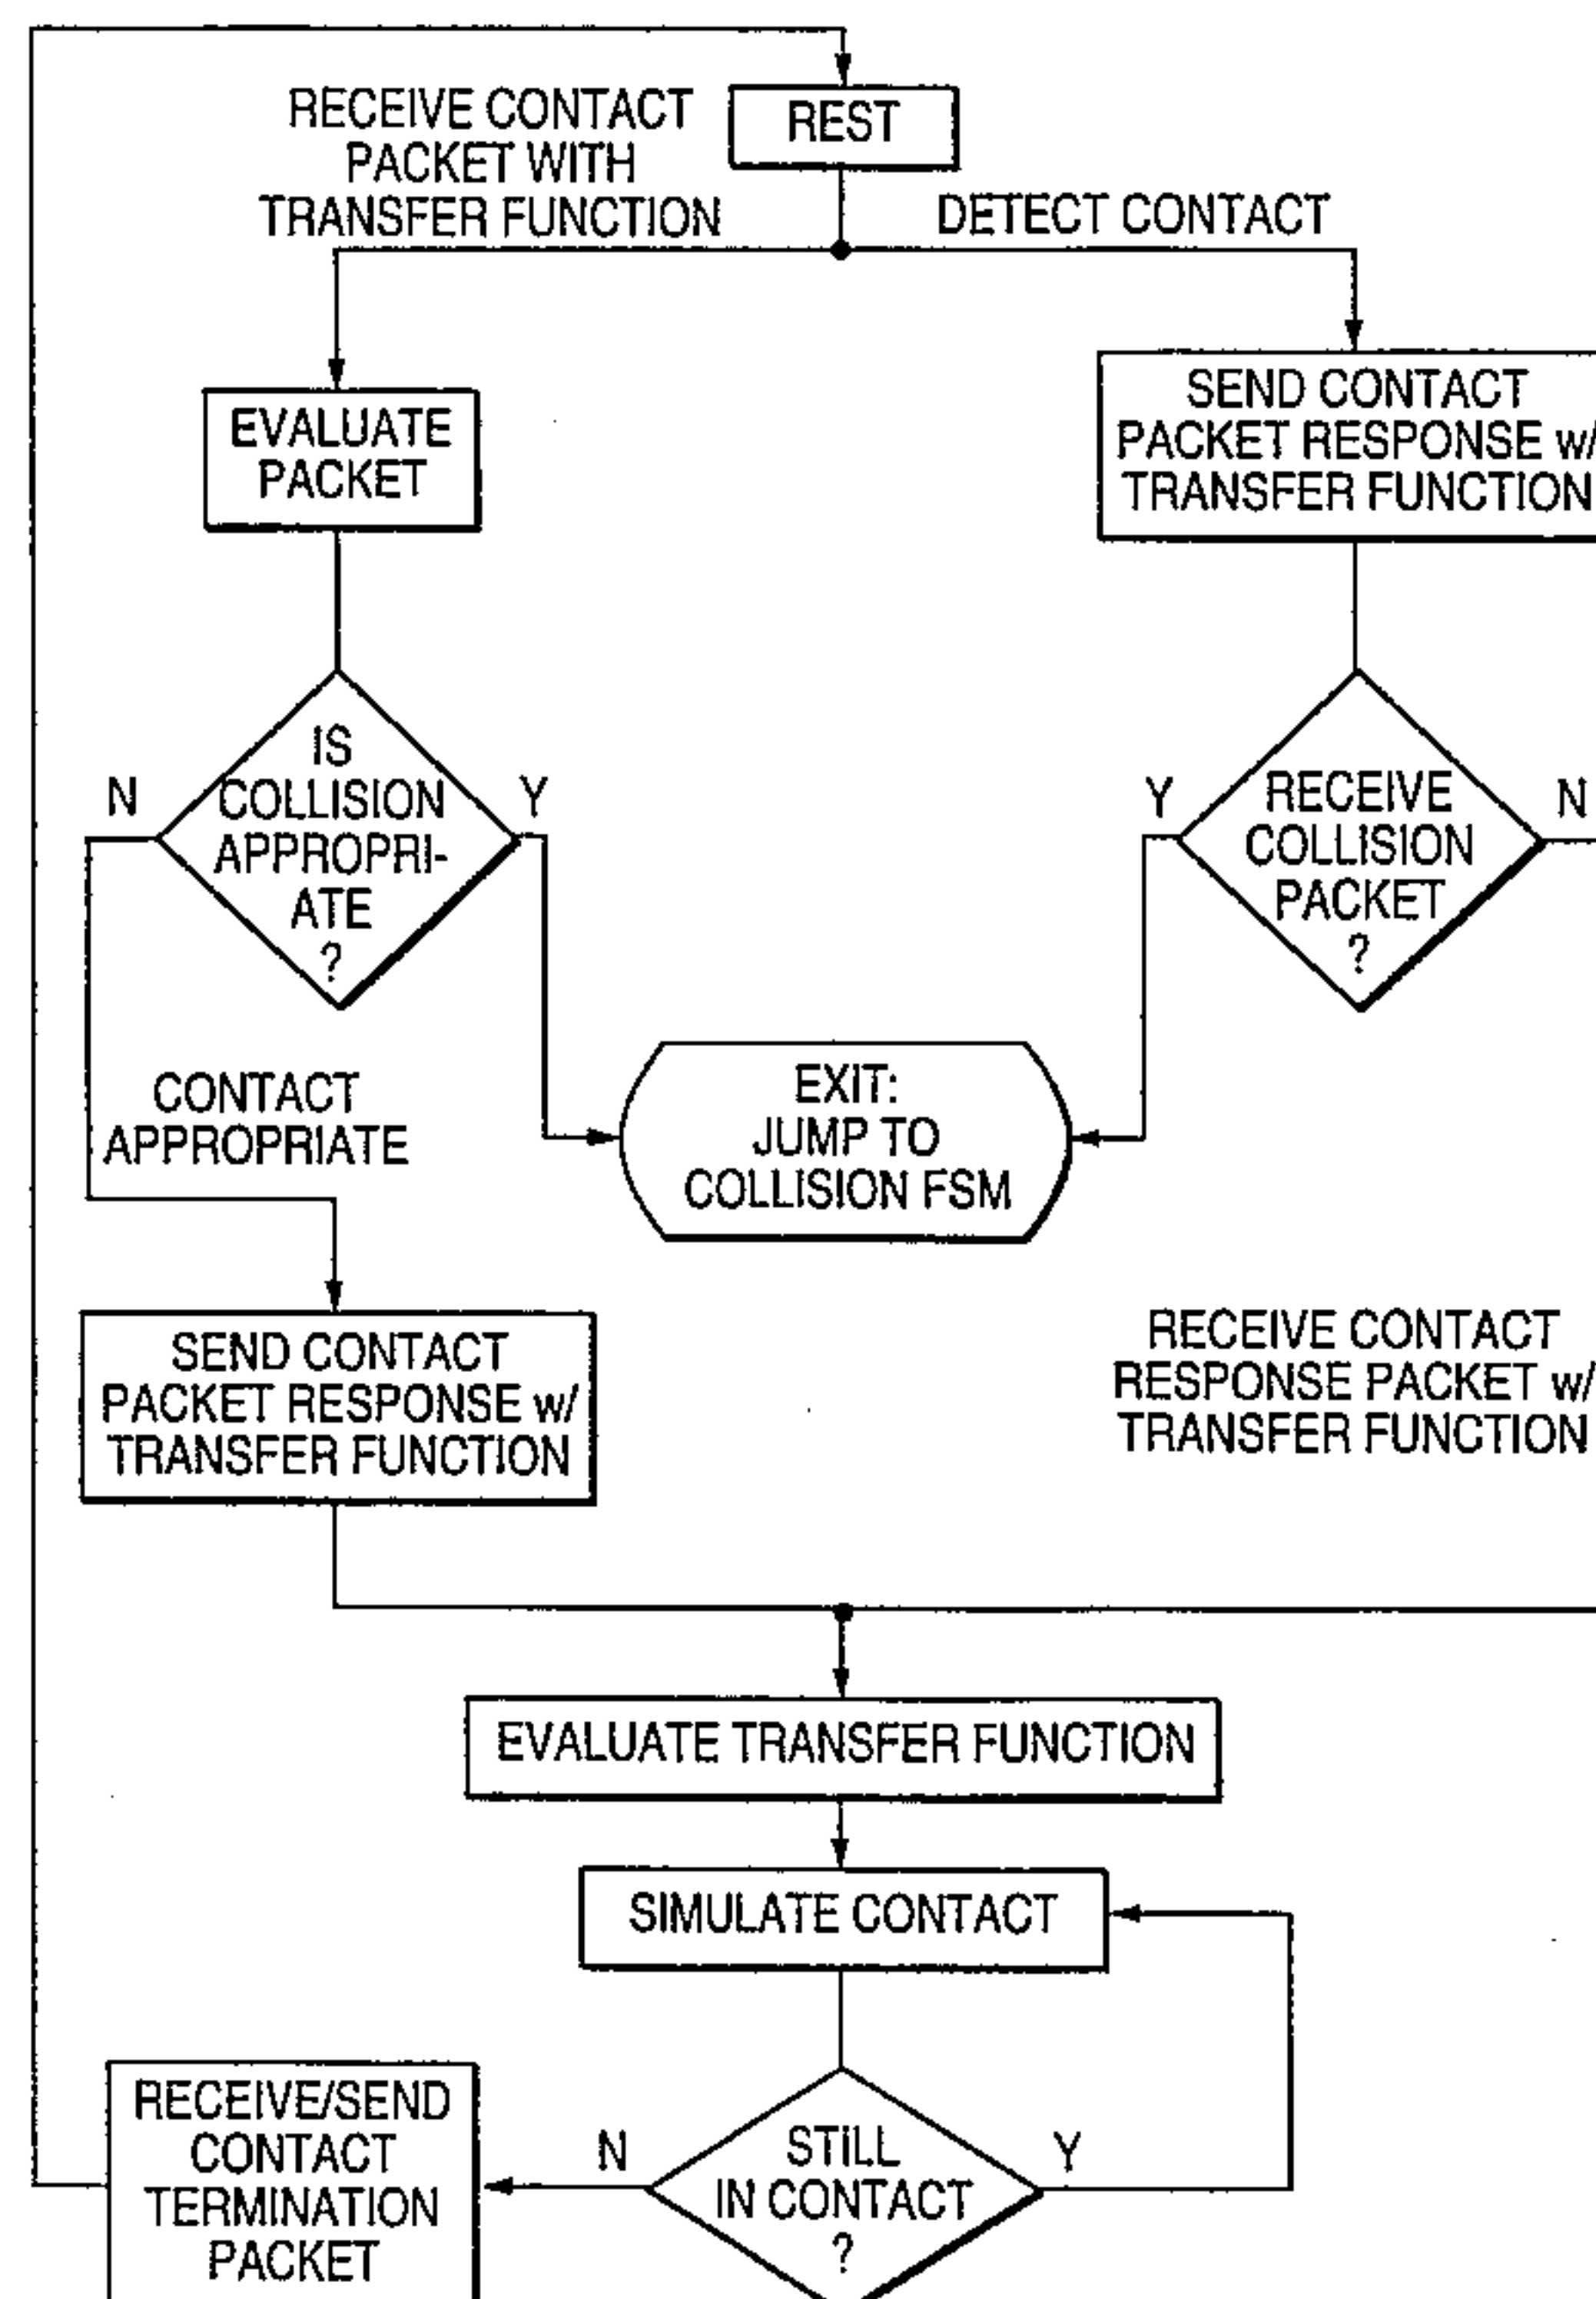 REST
RECEIVE CONTACT
PACKET WITH
TRANSFER FUNCTION
DETECT CONTACT
EVALUATE
PACKET
SEND CONTACT
PACKET RESPONSE w/
TRANSFER FUNCTION
IS
COLLISION
APPROPRI-
ATE
?
N
Y
RECEIVE
COLLISION
PACKET
?
Y
N
CONTACT
APPROPRIATE
EXIT:
JUMP TO
COLLISION FSM
SEND CONTACT
PACKET RESPONSE w/
TRANSFER FUNCTION
RECEIVE CONTACT
RESPONSE PACKET w/
TRANSFER FUNCTION
EVALUATE TRANSFER FUNCTION
SIMULATE CONTACT
RECEIVE/SEND
CONTACT
TERMINATION
PACKET
N
STILL
IN CONTACT
?
Y